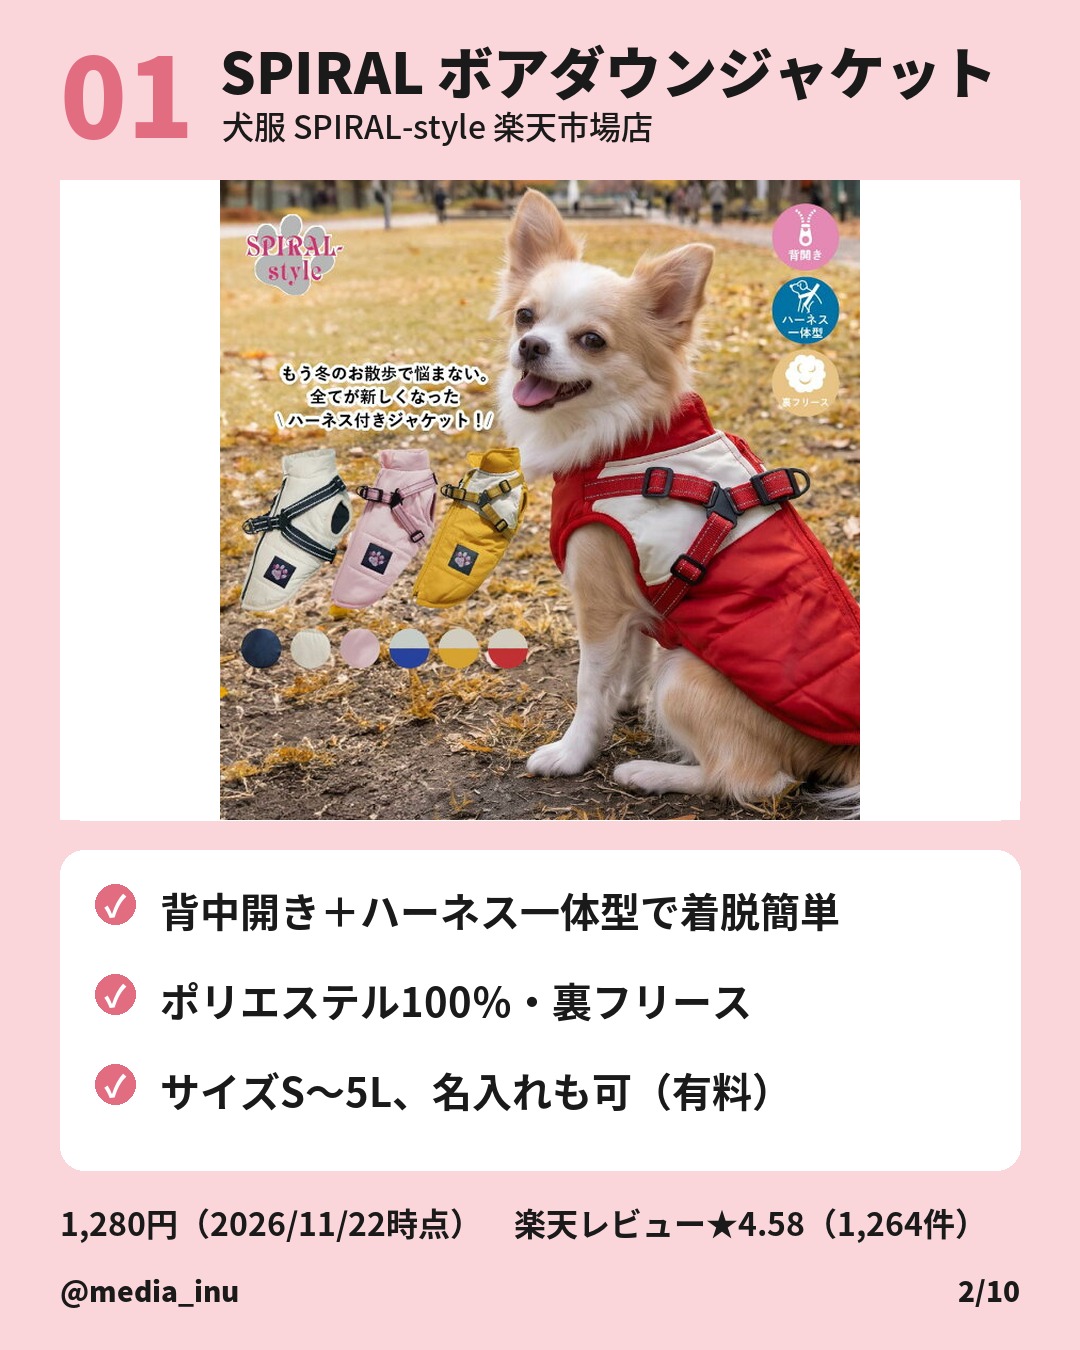 01
SPIRAL ボアダウンジャケット
犬服 SPIRAL-style 楽天市場店
SPIRAL-
style
背開き
ハーネス
一体型
裏フリース
もう冬のお散歩で悩まない。
全てが新しくなった
\ハーネス付きジャケット!/
背中開き＋ハーネス一体型で着脱簡単
ポリエステル100%・裏フリース
サイズS〜5L、名入れも可（有料）
1,280円（2026/11/22時点） 楽天レビュー★4.58（1,264件）
@media_inu
2/10